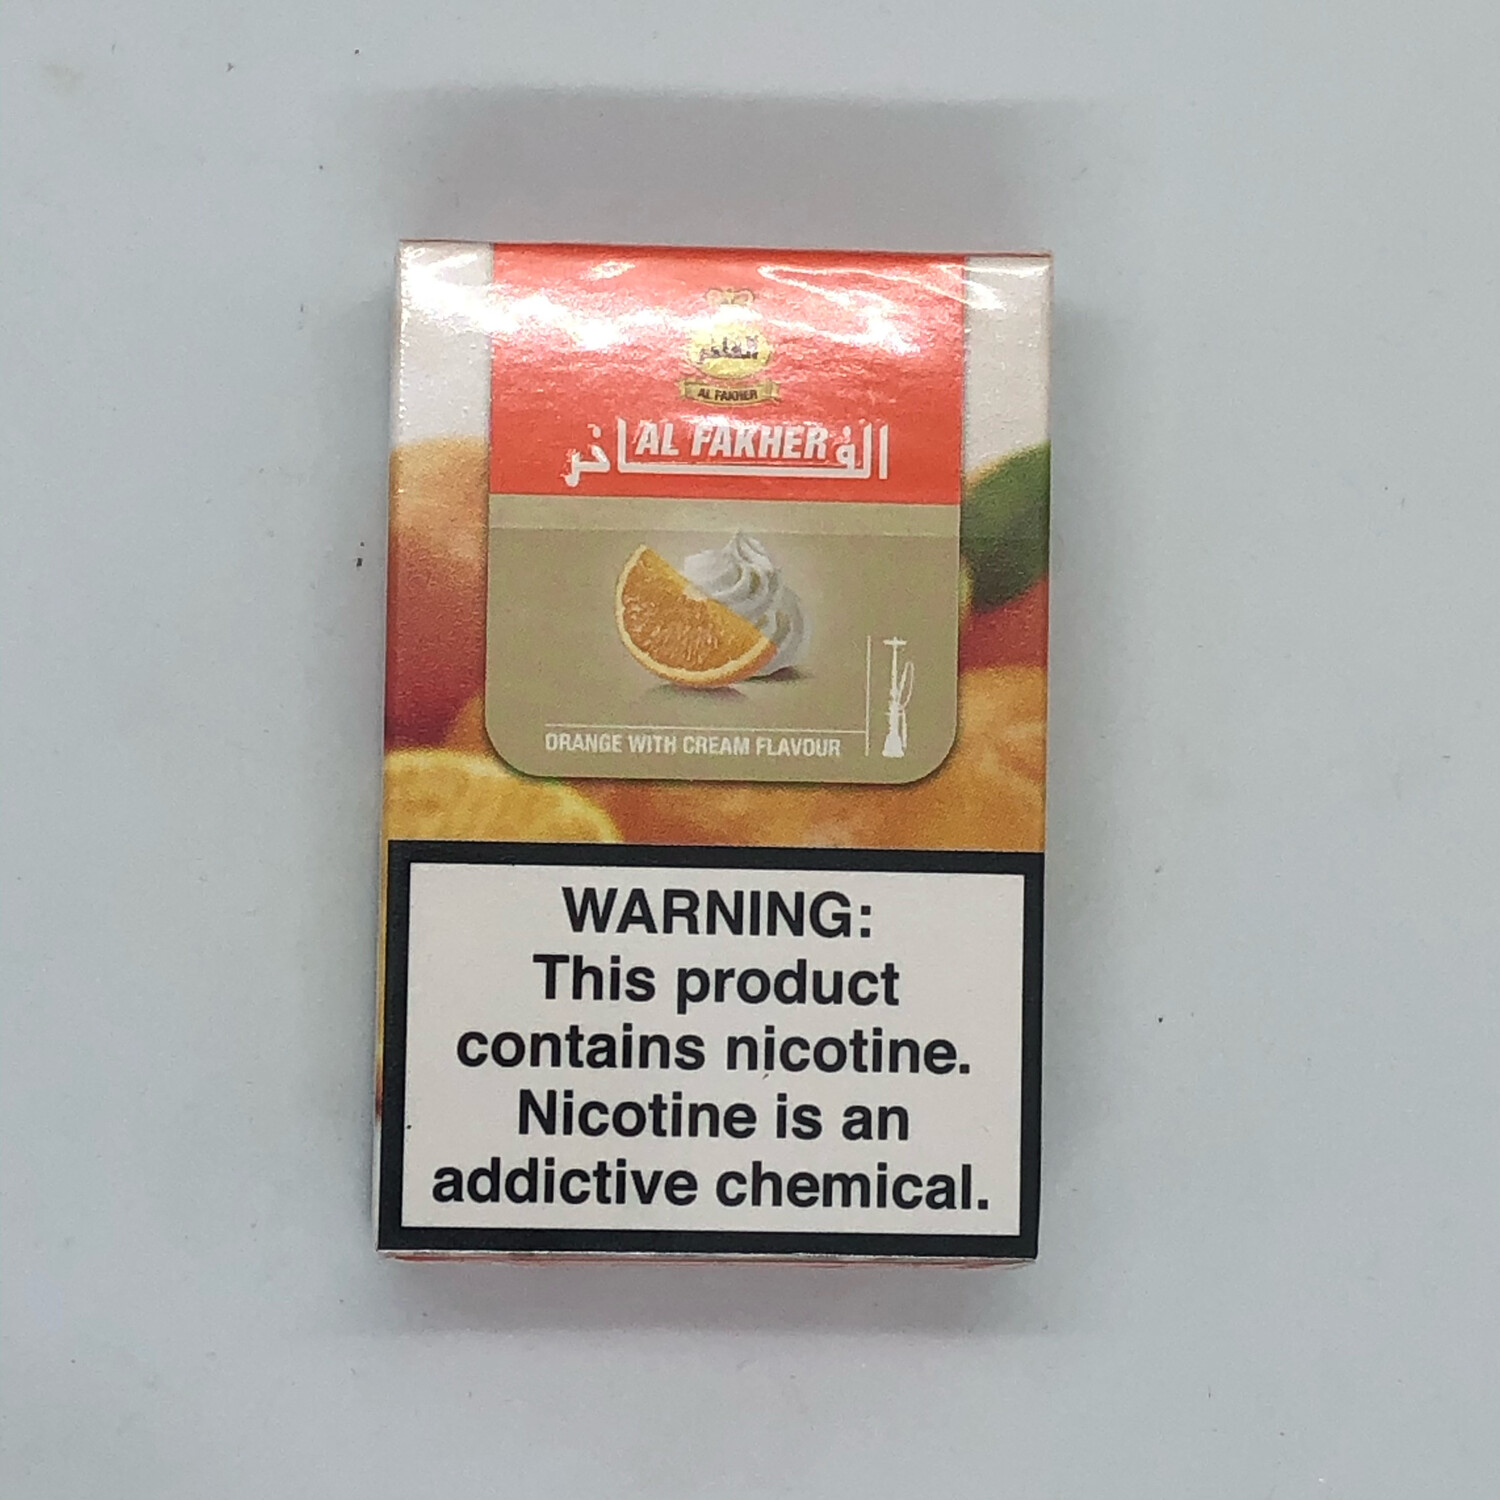 الفاخر
AL FAKHER
الفاخر AL FAKHER
ORANGE WITH CREAM FLAVOUR
WARNING:
This product
contains nicotine.
Nicotine is an
addictive chemical.